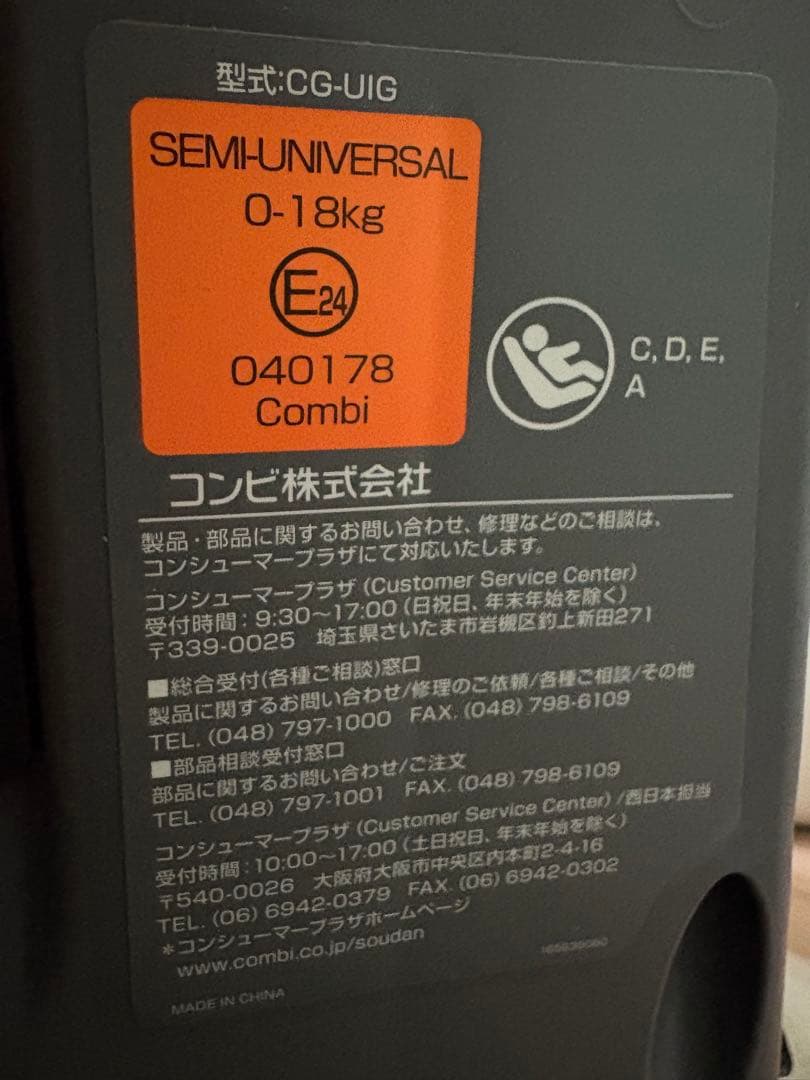 型式:CG-UIG
SEMI-UNIVERSAL
0-18kg
E24
040178
Combi
C, D, E,
A
コンビ株式会社
製品・部品に関するお問い合わせ、修理などのご相談は、
コンシューマープラザにて対応いたします。
コンシューマープラザ (Customer Service Center)
受付時間：9:30～17:00 (日祝日、年末年始を除く)
〒339-0025 埼玉県さいたま市岩槻区釣上新田271
■総合受付(各種ご相談)窓口
製品に関するお問い合わせ/修理のご依頼/各種ご相談/その他
TEL. (048) 797-1000 FAX. (048) 798-6109
■部品相談受付窓口
部品に関するお問い合わせ/ご注文
TEL. (048) 797-1001 FAX. (048) 798-6109
コンシューマープラザ (Customer Service Center) /西日本担当
受付時間：10:00～17:00 (土日祝日、年末年始を除く)
〒540-0026 大阪府大阪市中央区内本町2-4-16
TEL. (06) 6942-0379 FAX. (06) 6942-0302
＊コンシューマープラザホームページ
www.combi.co.jp/soudan
MADE IN CHINA